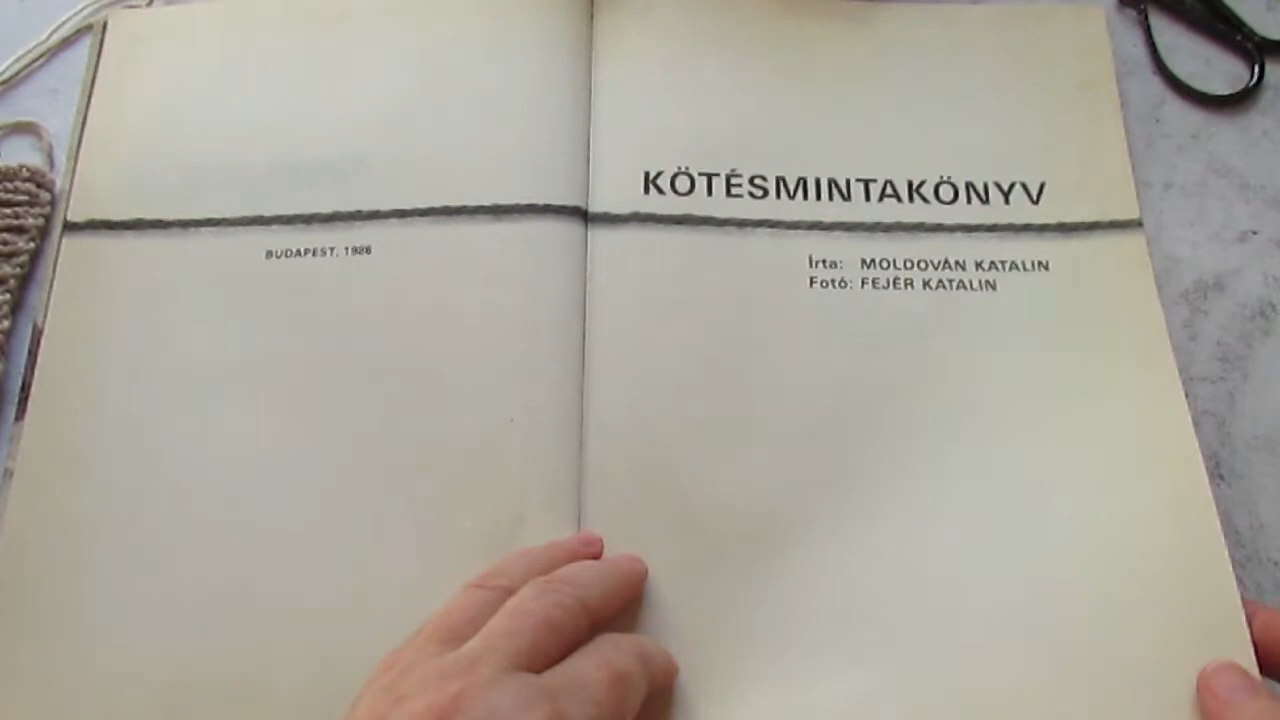 BUDAPEST, 1986
KÖTÉSMINTAKÖNYV
Írta: MOLDOVÁN KATALIN
Fotó: FEJÉR KATALIN